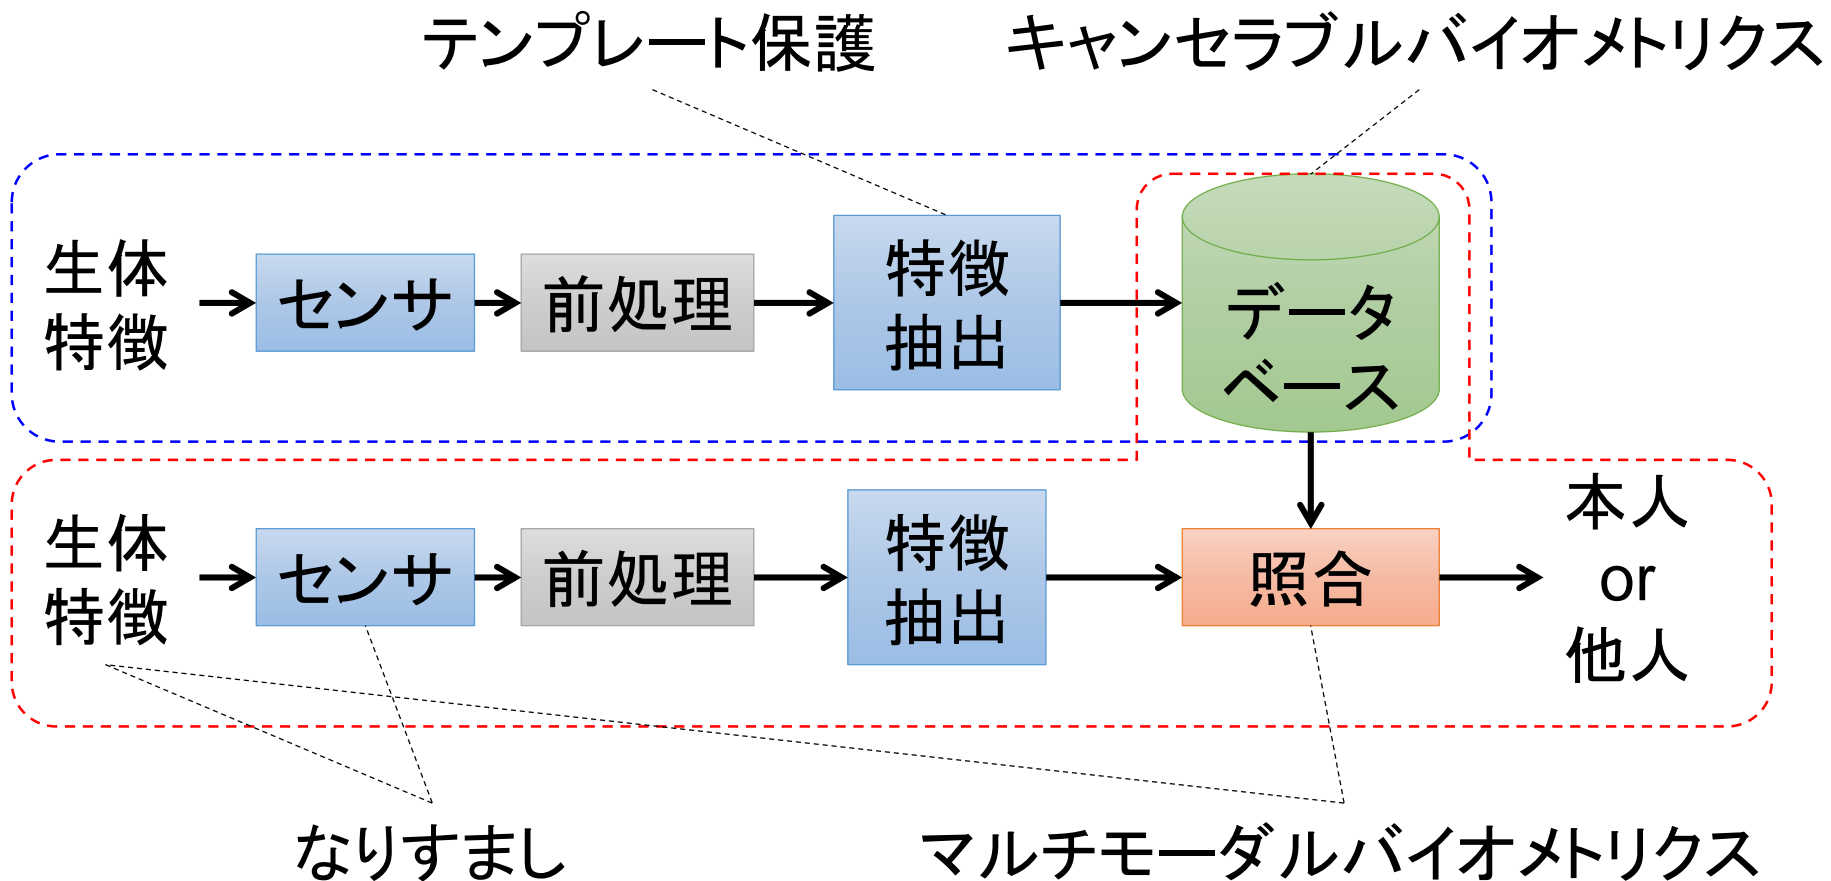 テンプレート保護
キャンセラブルバイオメトリクス
生体
特徴
センサ
前処理
特徴
抽出
データ
ベース
生体
特徴
センサ
前処理
特徴
抽出
照合
本人
or
他人
なりすまし
マルチモーダルバイオメトリクス